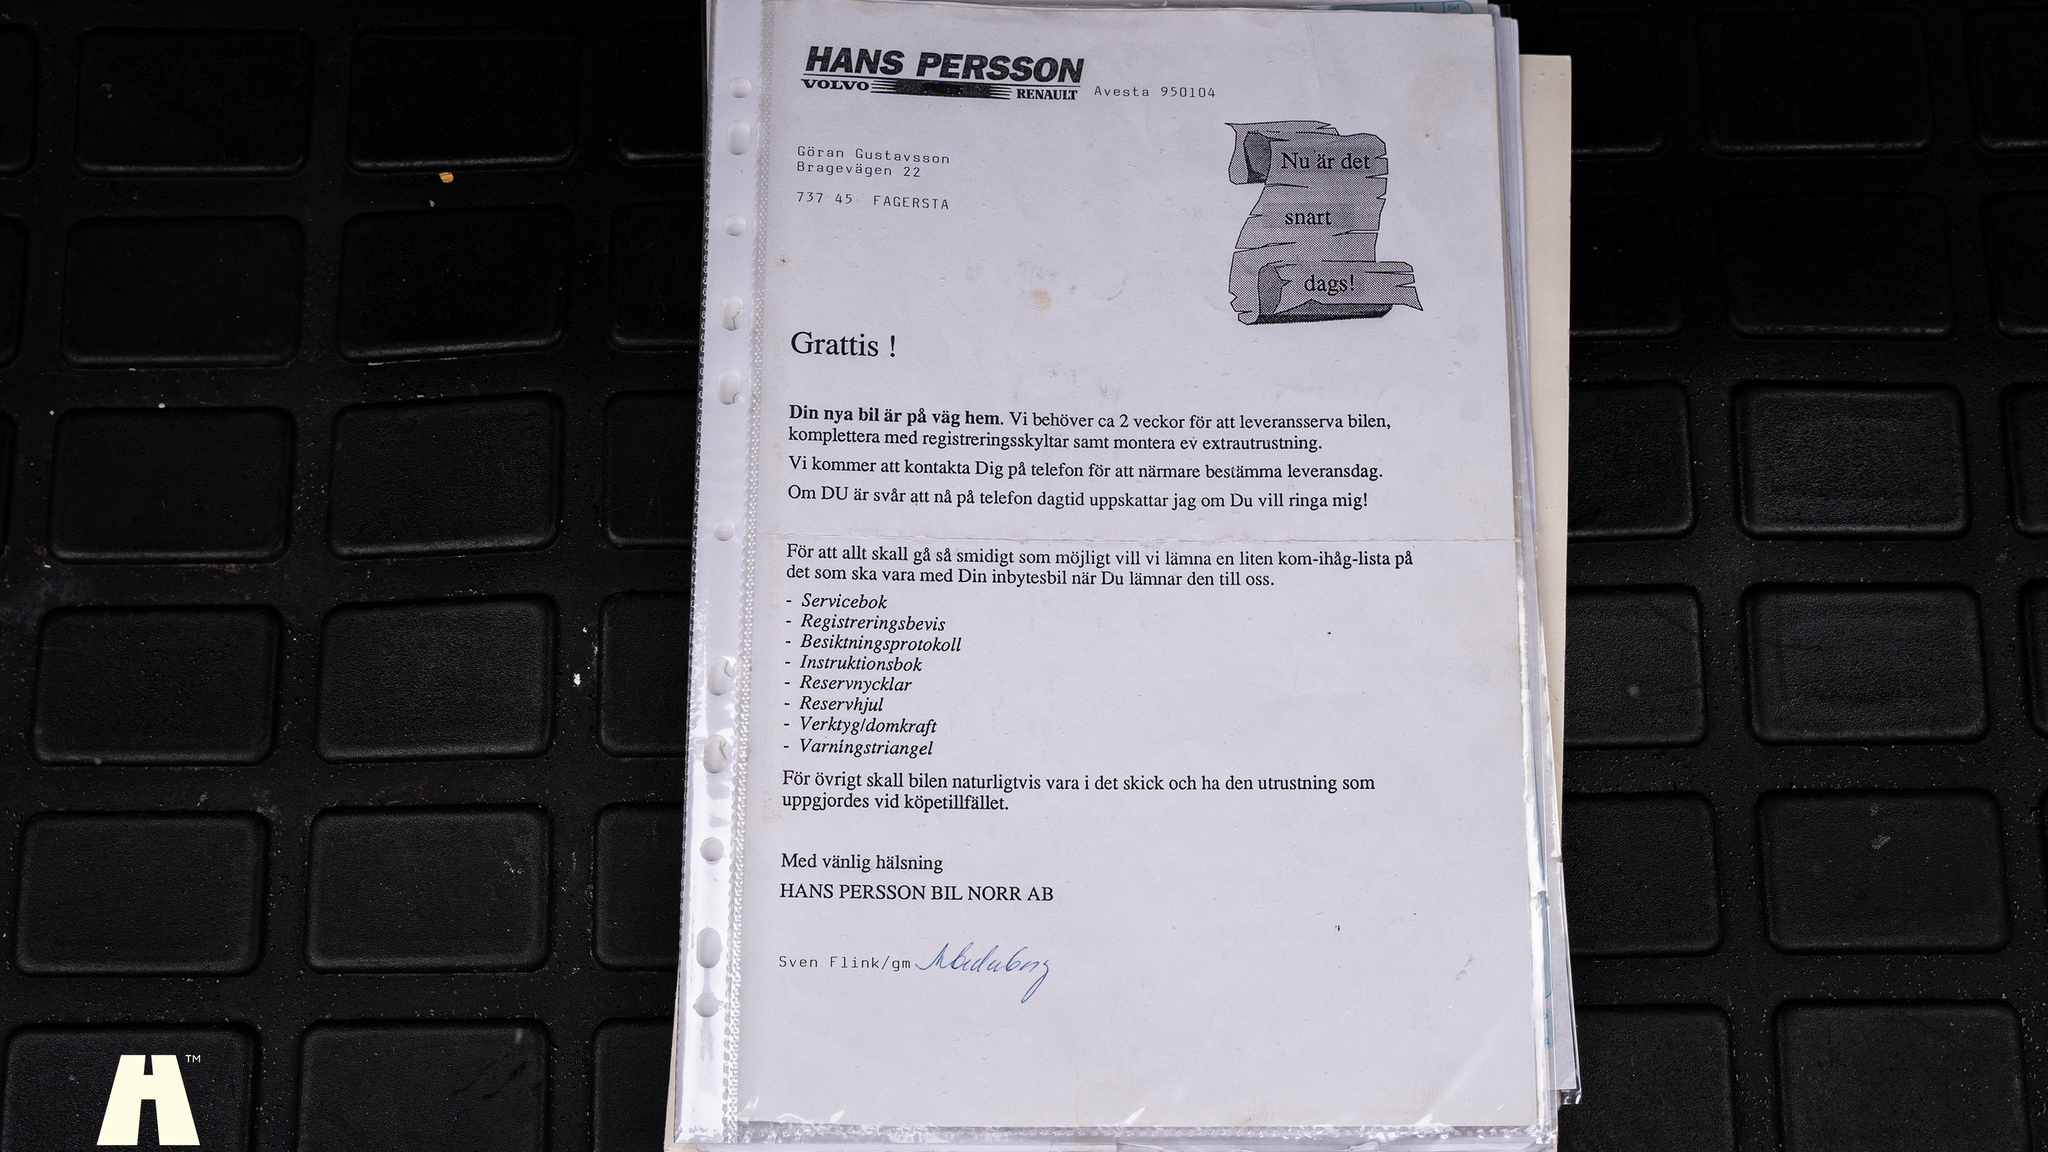 HANS PERSSON
VOLVO RENAULT Avesta 950104
Göran Gustavsson
Bragevägen 22
737 45 FAGERSTA
Nu är det
snart
dags!
Grattis !
Din nya bil är på väg hem. Vi behöver ca 2 veckor för att leveransserva bilen,
komplettera med registreringsskyltar samt montera ev extrautrustning.
Vi kommer att kontakta Dig på telefon för att närmare bestämma leveransdag.
Om DU är svår att nå på telefon dagtid uppskattar jag om Du vill ringa mig!
För att allt skall gå så smidigt som möjligt vill vi lämna en liten kom-ihåg-lista på
det som ska vara med Din inbytesbil när Du lämnar den till oss.
- Servicebok
- Registreringsbevis
- Besiktningsprotokoll
- Instruktionsbok
- Reservnycklar
- Reservhjul
- Verktyg/domkraft
- Varningstriangel
För övrigt skall bilen naturligtvis vara i det skick och ha den utrustning som
uppgjordes vid köpetillfället.
Med vänlig hälsning
HANS PERSSON BIL NORR AB
Sven Flink/gm
H™